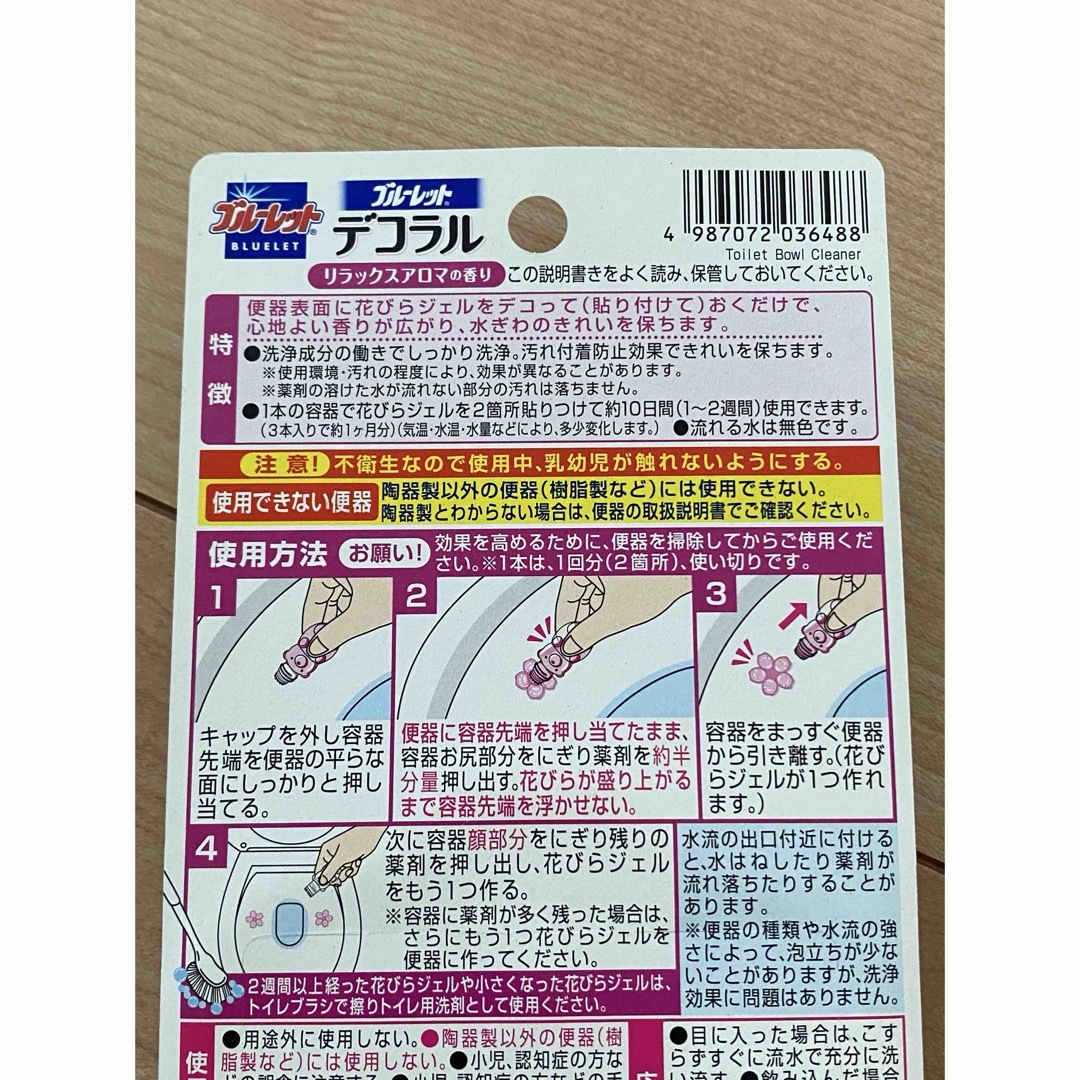 ブルーレット®
BLUELET
ブルーレット®
デコラル
リラックスアロマの香り
4 987072 036488
Toilet Bowl Cleaner
この説明書きをよく読み、保管しておいてください。
特徴
便器表面に花びらジェルをデコって(貼り付けて)おくだけで、
心地よい香りが広がり、水ぎわのきれいを保ちます。
●洗浄成分の働きでしっかり洗浄。汚れ付着防止効果できれいを保ちます。
※使用環境・汚れの程度により、効果が異なることがあります。
※薬剤の溶けた水が流れない部分の汚れは落ちません。
●1本の容器で花びらジェルを2箇所貼りつけて約10日間(1〜2週間)使用できます。
(3本入りで約1ヶ月分)(気温・水温・水量などにより、多少変化します。) ●流れる水は無色です。
注意! 不衛生なので使用中、乳幼児が触れないようにする。
使用できない便器
陶器製以外の便器(樹脂製など)には使用できない。
陶器製とわからない場合は、便器の取扱説明書でご確認ください。
使用方法 お願い!
効果を高めるために、便器を掃除してからご使用くだ
さい。※1本は、1回分(2箇所)、使い切りです。
1
キャップを外し容器
先端を便器の平らな
面にしっかりと押し
当てる。
2
便器に容器先端を押し当てたまま、
容器お尻部分をにぎり薬剤を約半
分量押し出す。花びらが盛り上がる
まで容器先端を浮かせない。
3
容器をまっすぐ便器
から引き離す。(花び
らジェルが1つ作れ
ます。)
4
次に容器顔部分をにぎり残りの
薬剤を押し出し、花びらジェル
をもう1つ作る。
※容器に薬剤が多く残った場合は、
さらにもう1つ花びらジェルを
便器に作ってください。
2週間以上経った花びらジェルや小さくなった花びらジェルは、
トイレブラシで擦りトイレ用洗剤として使用ください。
水流の出口付近に付ける
と、水はねしたり薬剤が
流れ落ちたりすることが
あります。
※便器の種類や水流の強
さによって、泡立ちが少な
いことがありますが、洗浄
効果に問題はありません。
使
●用途外に使用しない。●陶器製以外の便器(樹
脂製など)には使用しない。●小児、認知症の方な
どの誤食に注意する。●小児、認知症の方などの手
●目に入った場合は、こす
らずすぐに流水で充分に洗
い流す。●飲み込んだ場合